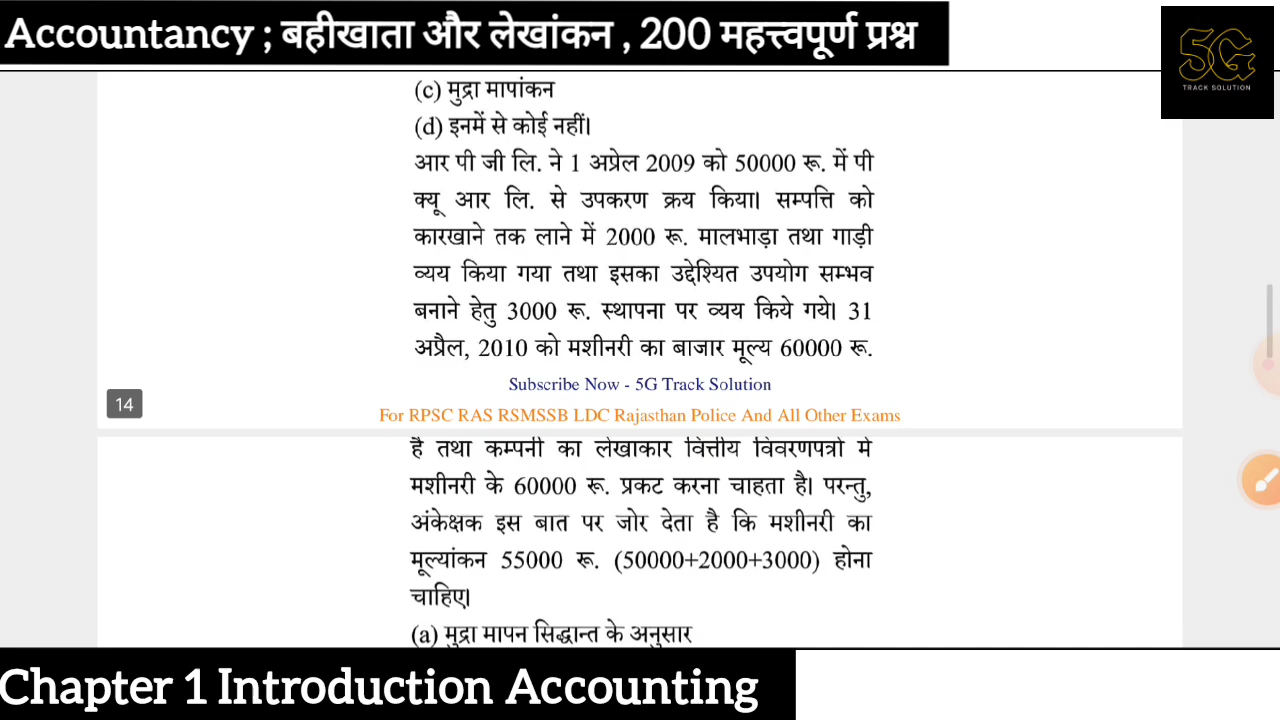 Accountancy ; बहीखाता और लेखांकन , 200 महत्त्वपूर्ण प्रश्न
5G
TRACK SOLUTION
(c) मुद्रा मापांकन
(d) इनमें से कोई नहीं।
आर पी जी लि. ने 1 अप्रेल 2009 को 50000 रू. में पी
क्यू आर लि. से उपकरण क्रय किया। सम्पत्ति को
कारखाने तक लाने में 2000 रू. मालभाड़ा तथा गाड़ी
व्यय किया गया तथा इसका उद्देश्यित उपयोग सम्भव
बनाने हेतु 3000 रू. स्थापना पर व्यय किये गये। 31
अप्रैल, 2010 को मशीनरी का बाजार मूल्य 60000 रू.
Subscribe Now - 5G Track Solution
14
For RPSC RAS RSMSSB LDC Rajasthan Police And All Other Exams
है तथा कम्पनी का लेखाकार वित्तीय विवरणपत्रों में
मशीनरी के 60000 रू. प्रकट करना चाहता है। परन्तु,
अंकेक्षक इस बात पर जोर देता है कि मशीनरी का
मूल्यांकन 55000 रू. (50000+2000+3000) होना
चाहिए।
(a) मुद्रा मापन सिद्धान्त के अनुसार
Chapter 1 Introduction Accounting